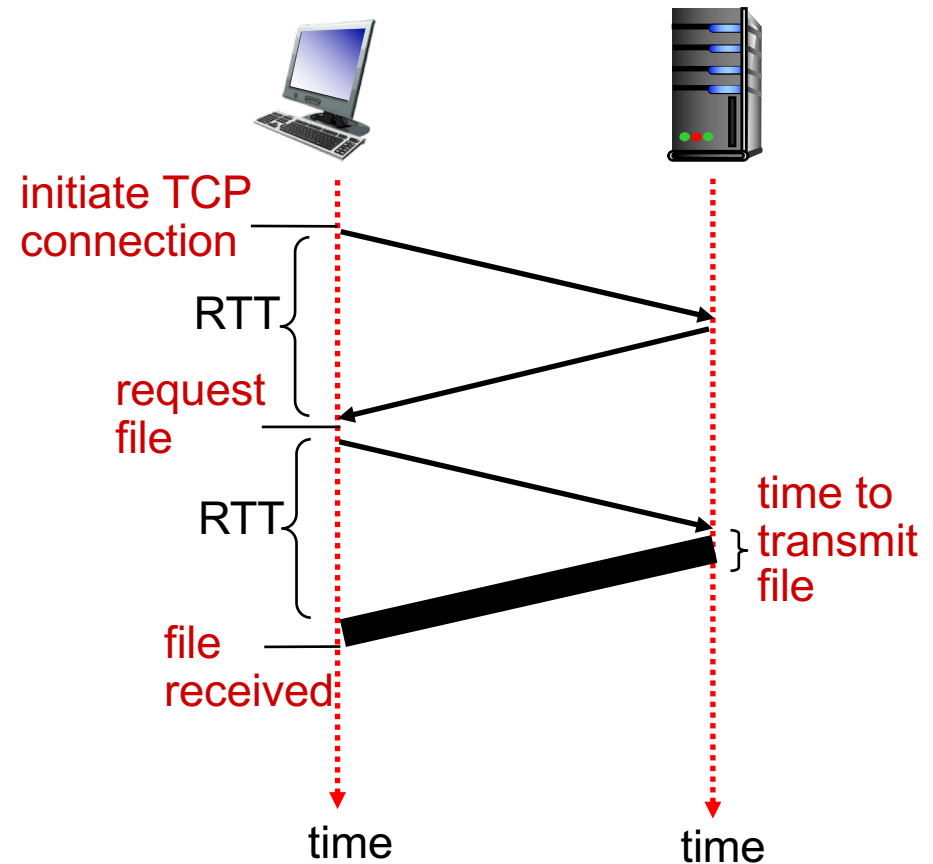 initiate TCP
connection
RTT
request
file
RTT
time to
transmit
file
file
received
time
time